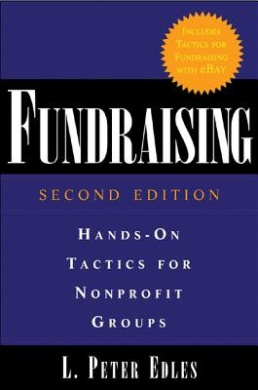 INCLUDES
TACTICS FOR
FUNDRAISING
WITH EBAY
FUNDRAISING
SECOND EDITION
HANDS-ON
TACTICS FOR
NONPROFIT
GROUPS
L. PETER EDLES